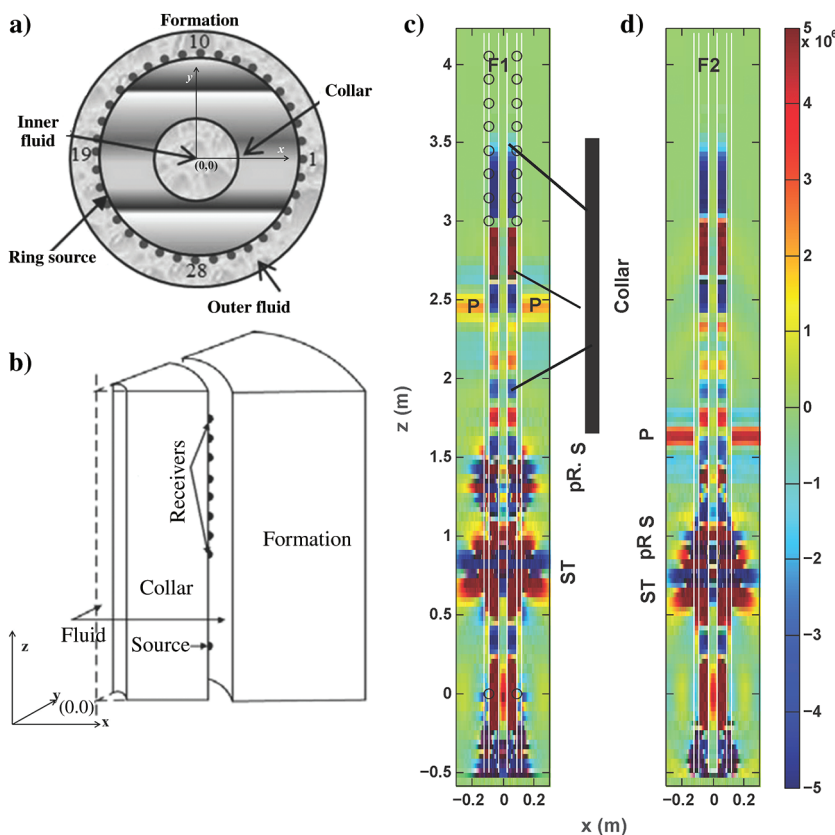 a)
Formation
10
y
Collar
Inner
fluid
x
(0,0)
19
1
Ring source
28
Outer fluid
b)
Receivers
Formation
Collar
Fluid
Source
z
y
(0.0)
x
c)
F1
4
3.5
3
2.5
2
1.5
1
0.5
0
−0.5
z (m)
P
P
−0.2
0
0.2
x (m)
Collar
pR. S
ST
d)
F2
P
ST pR S
−0.2
0
0.2
5
x 10⁶
4
3
2
1
0
−1
−2
−3
−4
−5